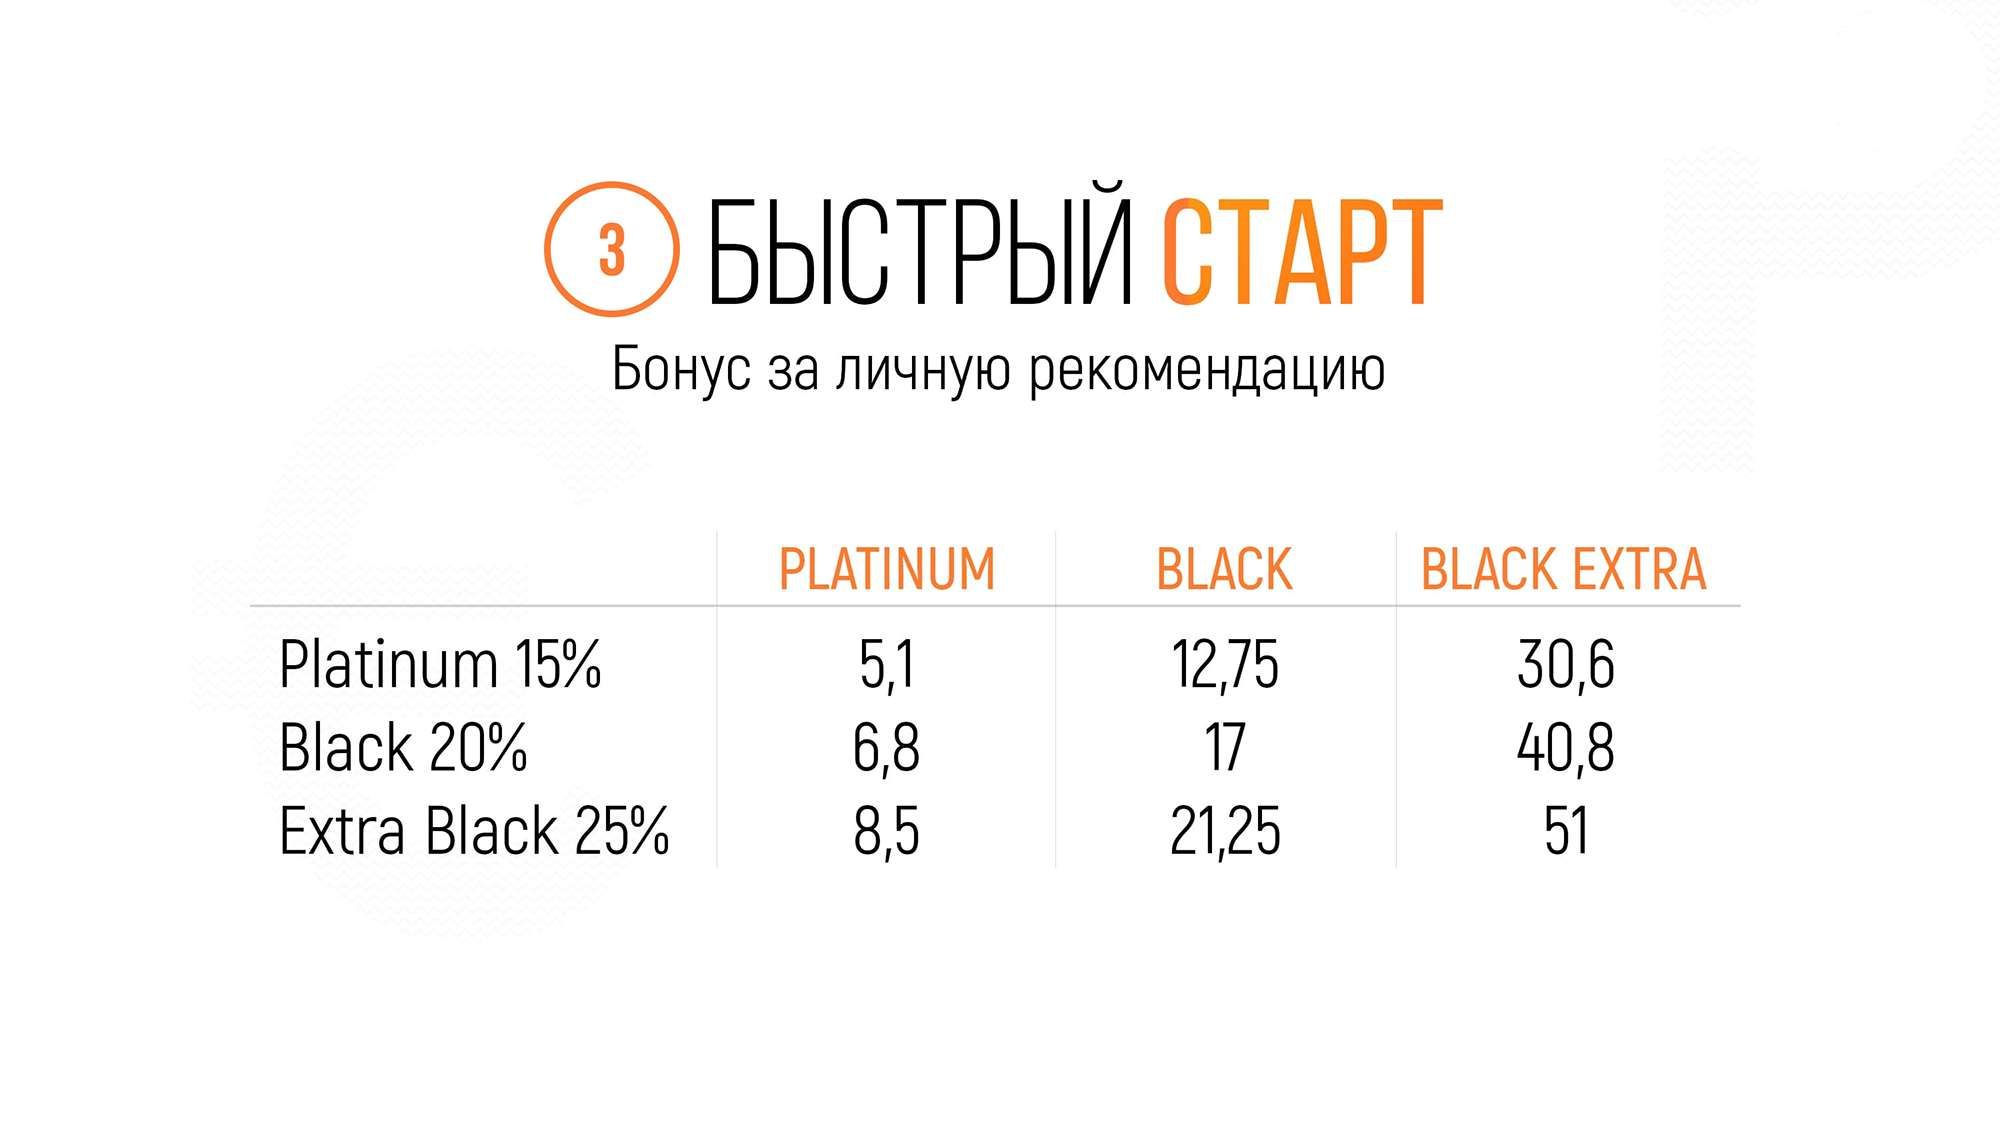 3 БЫСТРЫЙ СТАРТ
Бонус за личную рекомендацию
PLATINUM BLACK BLACK EXTRA
Platinum 15% 5,1 12,75 30,6
Black 20% 6,8 17 40,8
Extra Black 25% 8,5 21,25 51